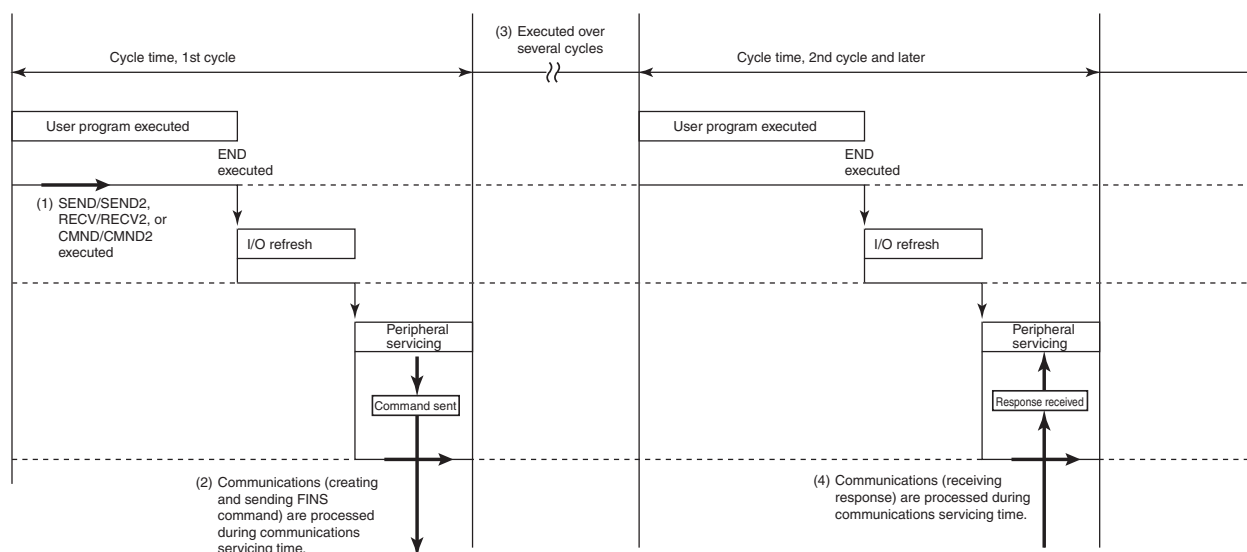 (3) Executed over
several cycles
Cycle time, 1st cycle
Cycle time, 2nd cycle and later
User program executed
User program executed
END
executed
END
executed
(1) SEND/SEND2,
RECV/RECV2, or
CMND/CMND2
executed
I/O refresh
I/O refresh
Peripheral
servicing
Peripheral
servicing
Command sent
Response received
(2) Communications (creating
and sending FINS
command) are processed
during communications
servicing time.
(4) Communications (receiving
response) are processed during
communications servicing time.